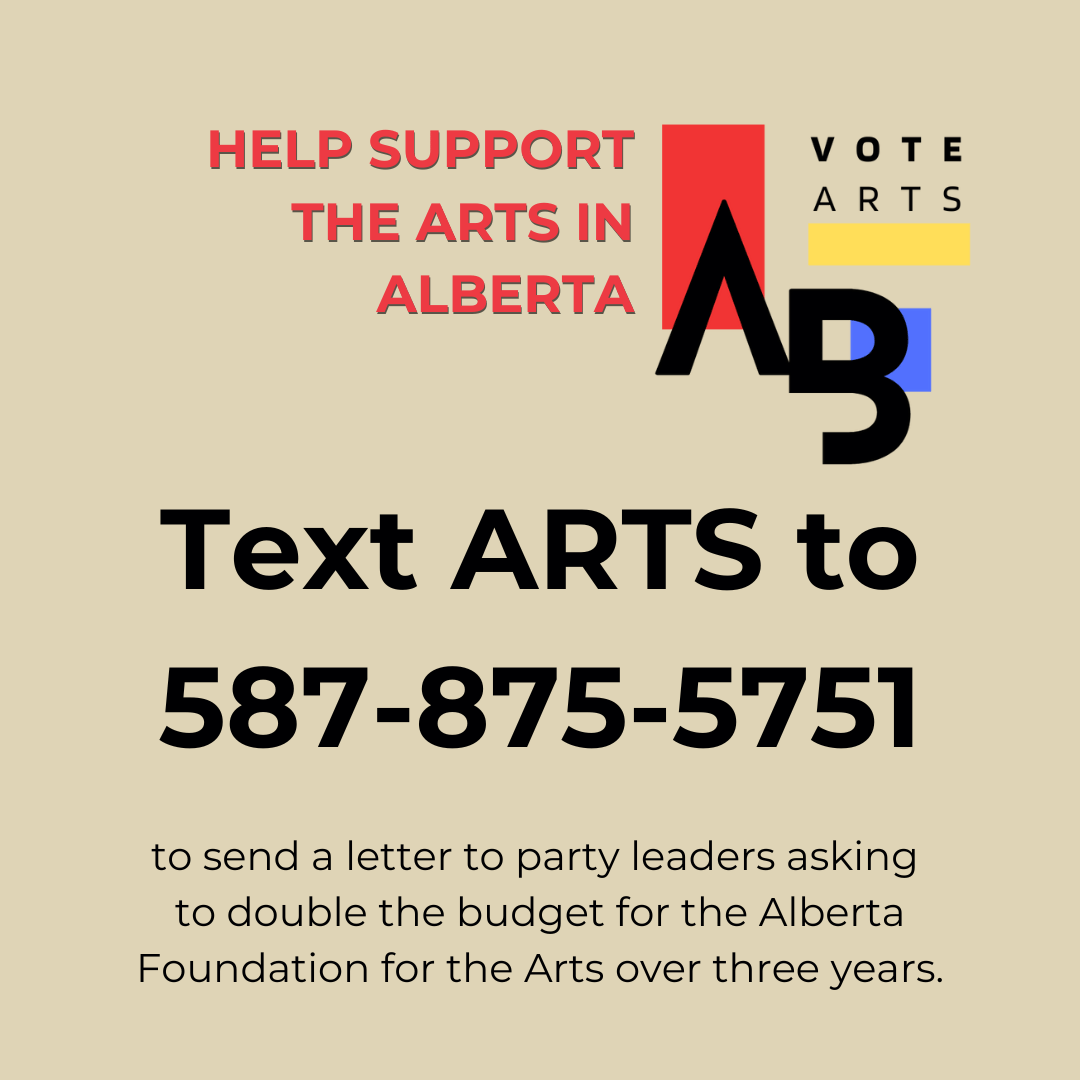 HELP SUPPORT
THE ARTS IN
ALBERTA
VOTE
ARTS
AB
Text ARTS to
587-875-5751
to send a letter to party leaders asking
to double the budget for the Alberta
Foundation for the Arts over three years.